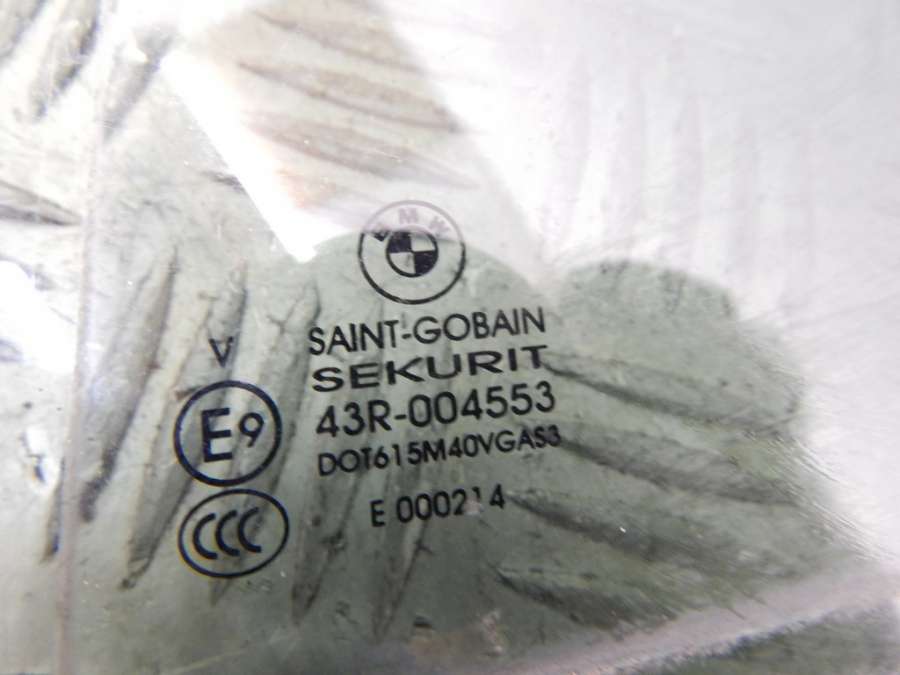 BMW
SAINT-GOBAIN
SEKURIT
V
43R-004553
E9
DOT615M40VGAS3
E 000214
CCC